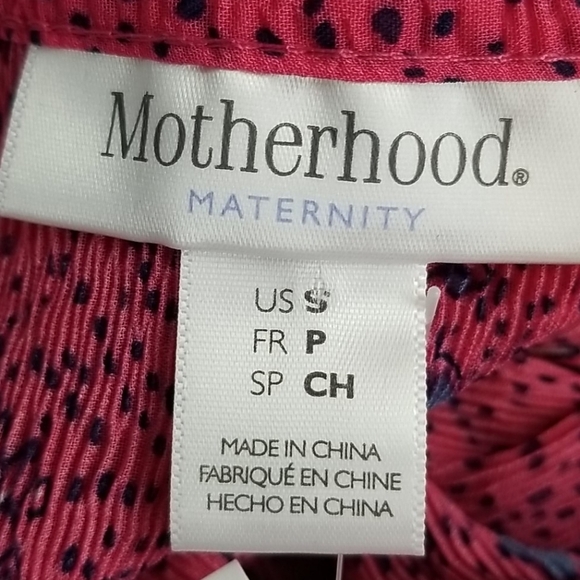 Motherhood®
MATERNITY
US S
FR P
SP CH
MADE IN CHINA
FABRIQUÉ EN CHINE
HECHO EN CHINA